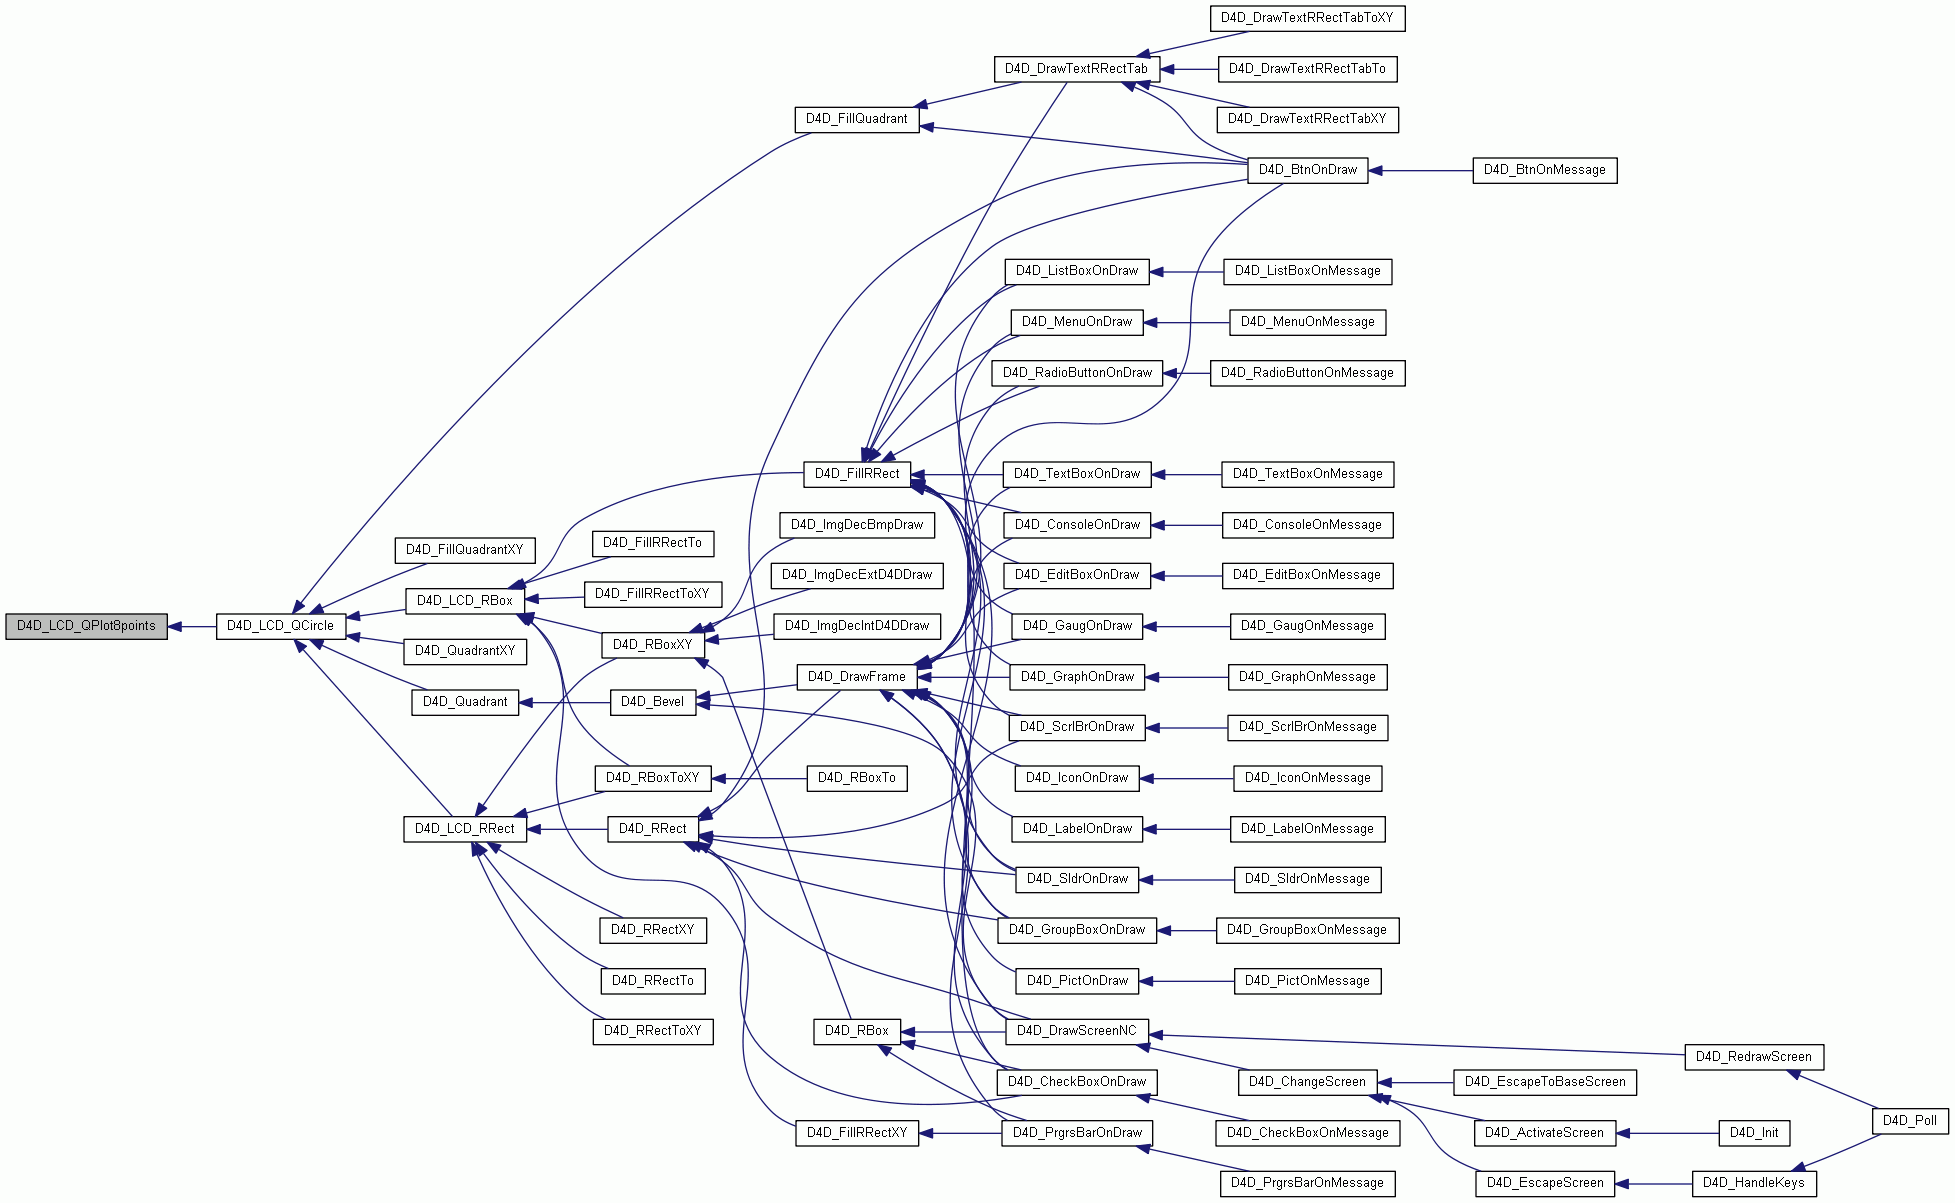 D4D_DrawTextRRectTabToXY
D4D_DrawTextRRectTab
D4D_DrawTextRRectTabTo
D4D_FillQuadrant
D4D_DrawTextRRectTabXY
D4D_BtnOnDraw
D4D_BtnOnMessage
D4D_ListBoxOnDraw
D4D_ListBoxOnMessage
D4D_MenuOnDraw
D4D_MenuOnMessage
D4D_RadioButtonOnDraw
D4D_RadioButtonOnMessage
D4D_FillRRect
D4D_TextBoxOnDraw
D4D_TextBoxOnMessage
D4D_ImgDecBmpDraw
D4D_ConsoleOnDraw
D4D_ConsoleOnMessage
D4D_FillQuadrantXY
D4D_FillRRectTo
D4D_ImgDecExtD4DDraw
D4D_EditBoxOnDraw
D4D_EditBoxOnMessage
D4D_LCD_RBox
D4D_FillRRectToXY
D4D_LCD_QPlot8points
D4D_LCD_QCircle
D4D_ImgDecIntD4DDraw
D4D_GaugOnDraw
D4D_GaugOnMessage
D4D_QuadrantXY
D4D_RBoxXY
D4D_DrawFrame
D4D_GraphOnDraw
D4D_GraphOnMessage
D4D_Quadrant
D4D_Bevel
D4D_ScrlBrOnDraw
D4D_ScrlBrOnMessage
D4D_RBoxToXY
D4D_RBoxTo
D4D_IconOnDraw
D4D_IconOnMessage
D4D_LCD_RRect
D4D_RRect
D4D_LabelOnDraw
D4D_LabelOnMessage
D4D_SldrOnDraw
D4D_SldrOnMessage
D4D_RRectXY
D4D_GroupBoxOnDraw
D4D_GroupBoxOnMessage
D4D_RRectTo
D4D_PictOnDraw
D4D_PictOnMessage
D4D_RRectToXY
D4D_RBox
D4D_DrawScreenNC
D4D_RedrawScreen
D4D_CheckBoxOnDraw
D4D_ChangeScreen
D4D_EscapeToBaseScreen
D4D_Poll
D4D_FillRRectXY
D4D_PrgrsBarOnDraw
D4D_CheckBoxOnMessage
D4D_ActivateScreen
D4D_Init
D4D_PrgrsBarOnMessage
D4D_EscapeScreen
D4D_HandleKeys